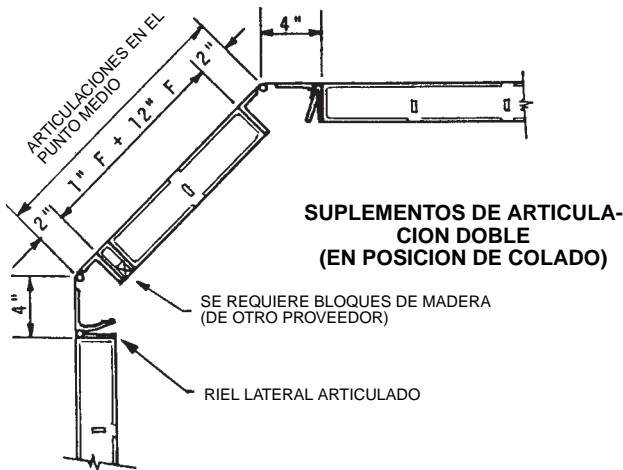 4"
ARTICULACIONES EN EL
PUNTO MEDIO
2"
1" F + 12" F
2"
SUPLEMENTOS DE ARTICULA-
CION DOBLE
(EN POSICION DE COLADO)
4"
SE REQUIERE BLOQUES DE MADERA
(DE OTRO PROVEEDOR)
RIEL LATERAL ARTICULADO